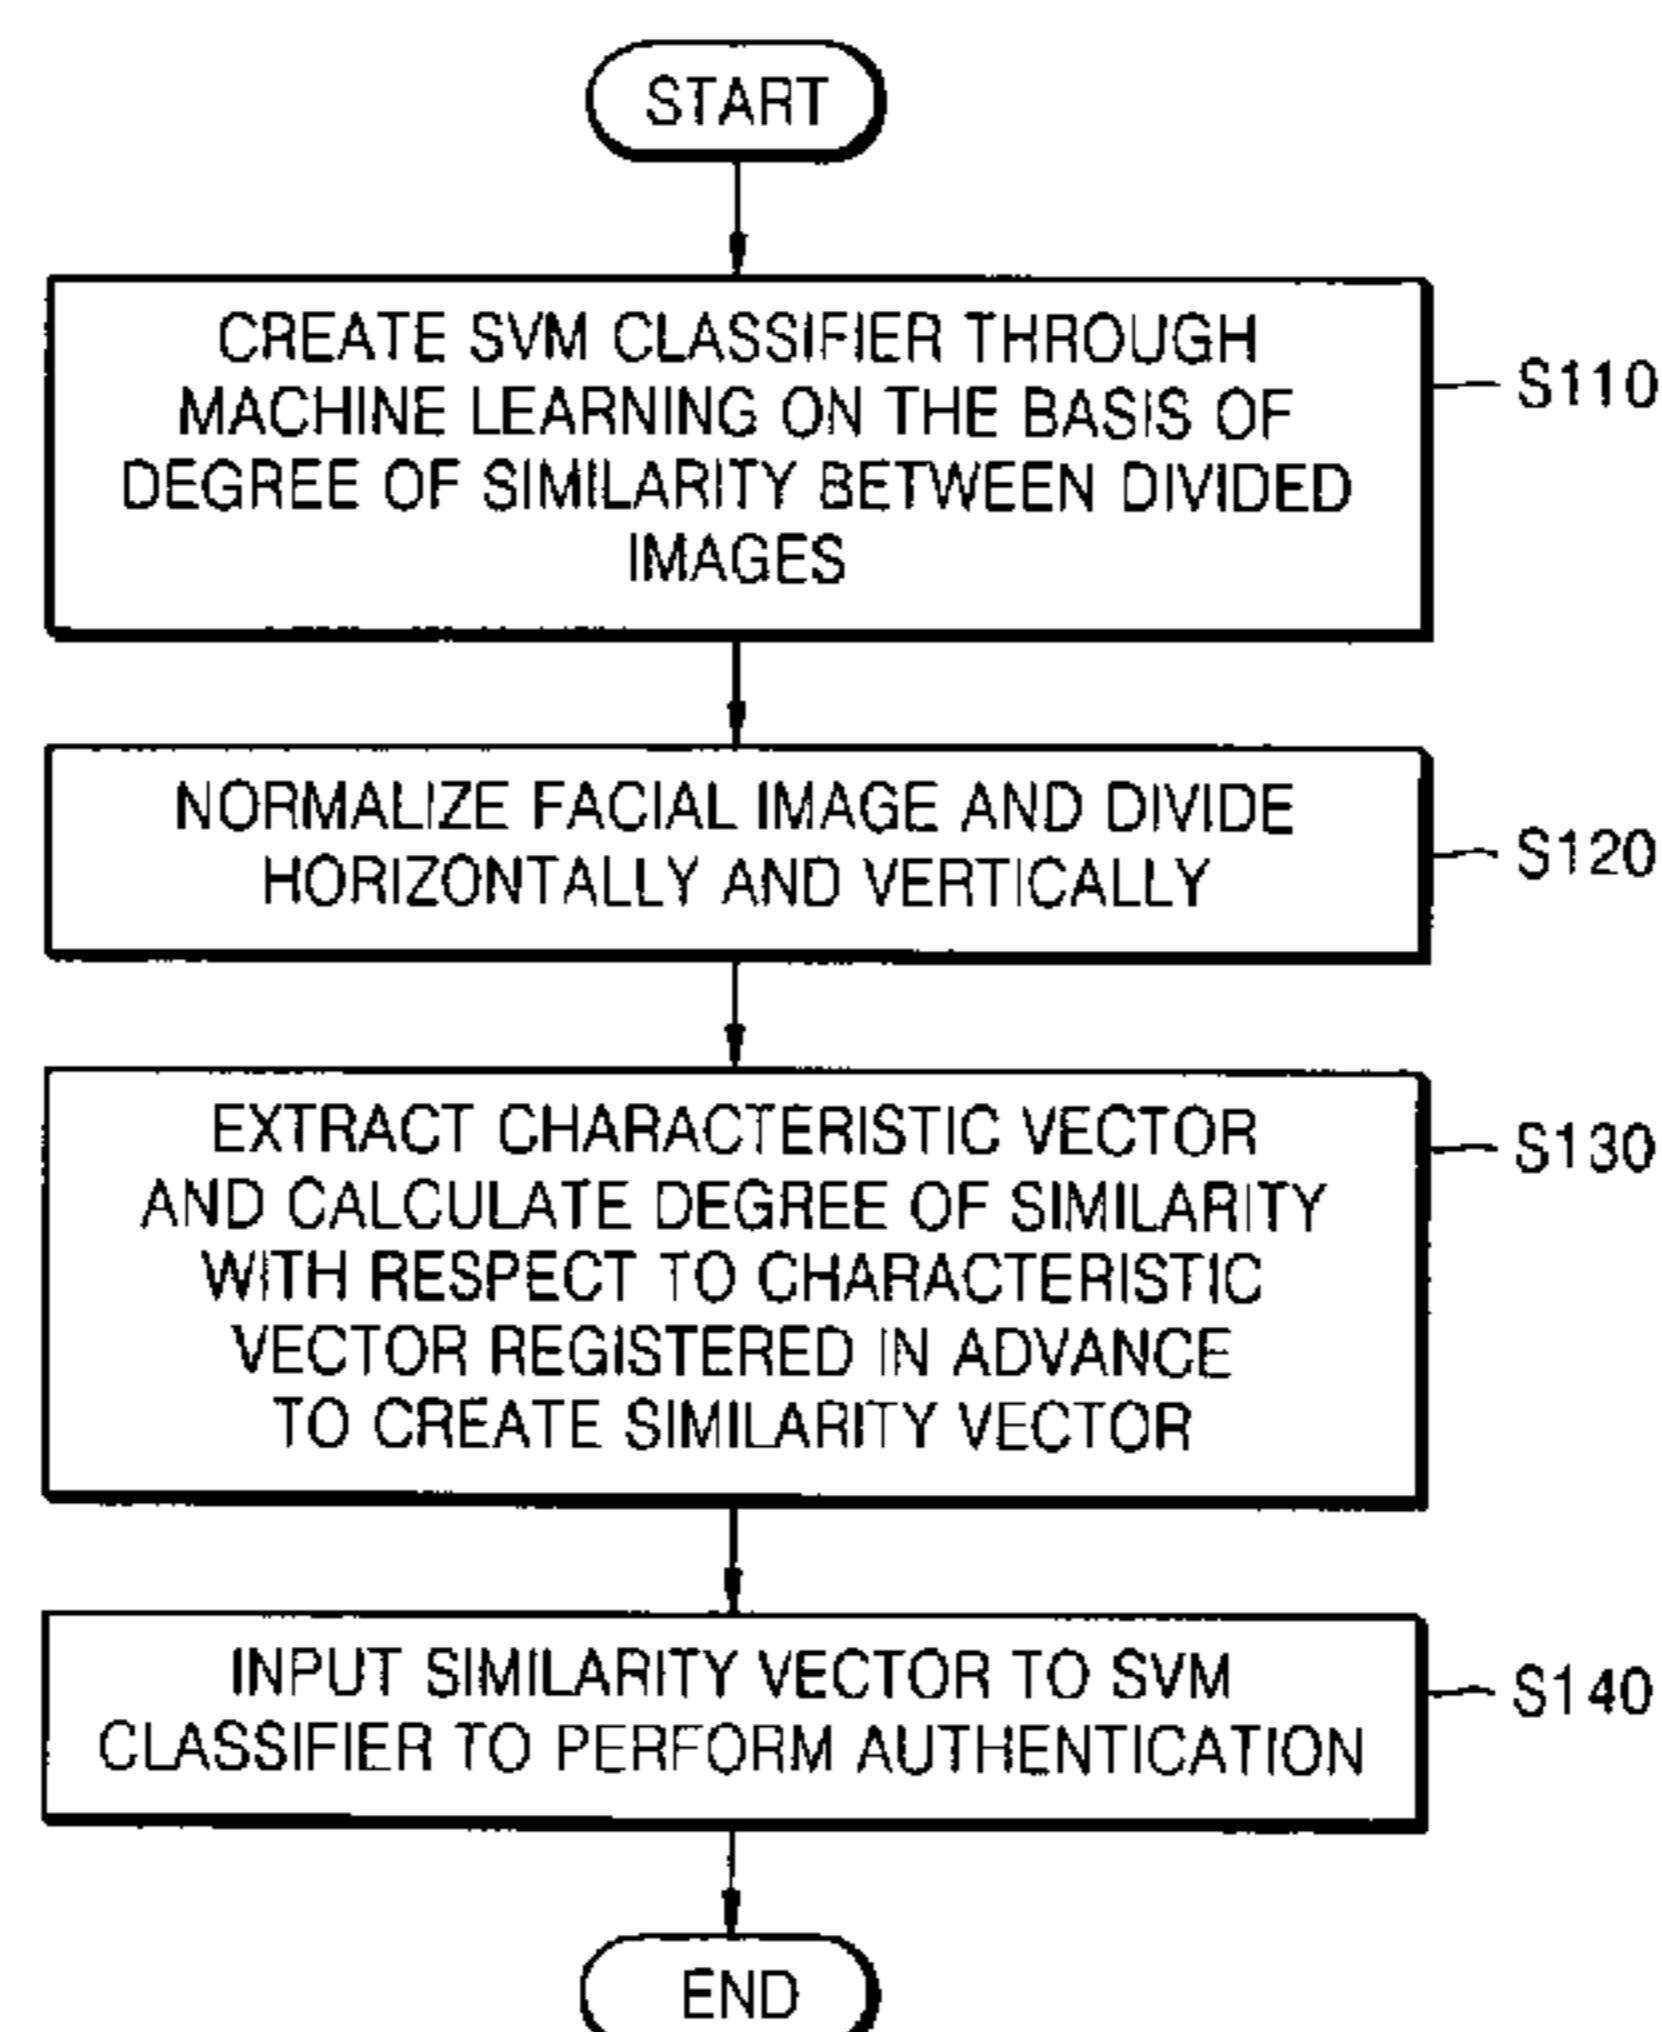 START
CREATE SVM CLASSIFIER THROUGH
MACHINE LEARNING ON THE BASIS OF
DEGREE OF SIMILARITY BETWEEN DIVIDED
IMAGES
S110
NORMALIZE FACIAL IMAGE AND DIVIDE
HORIZONTALLY AND VERTICALLY
S120
EXTRACT CHARACTERISTIC VECTOR
AND CALCULATE DEGREE OF SIMILARITY
WITH RESPECT TO CHARACTERISTIC
VECTOR REGISTERED IN ADVANCE
TO CREATE SIMILARITY VECTOR
S130
INPUT SIMILARITY VECTOR TO SVM
CLASSIFIER TO PERFORM AUTHENTICATION
S140
END